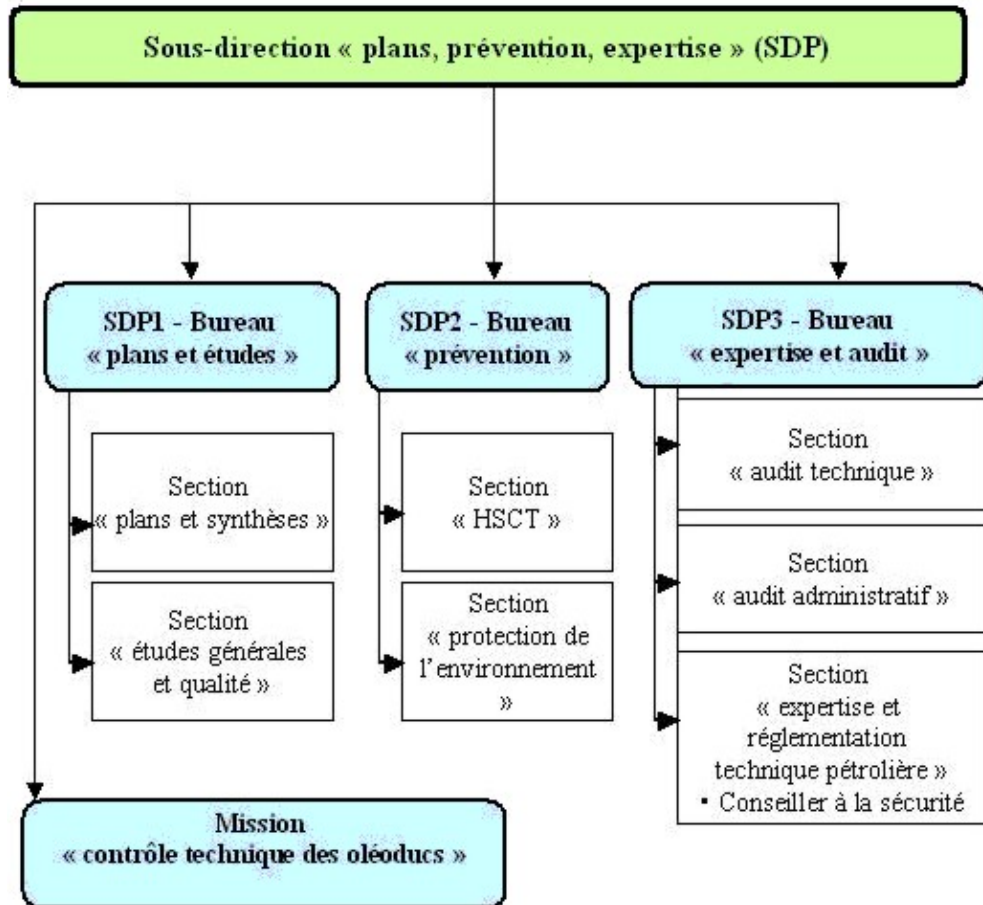 Sous-direction « plans, prévention, expertise » (SDP)
SDP1 - Bureau
« plans et études »
Section
« plans et synthèses »
Section
« études générales
et qualité »
SDP2 - Bureau
« prévention »
Section
« HSCT »
Section
« protection de
l’environnement
»
SDP3 - Bureau
« expertise et audit »
Section
« audit technique »
Section
« audit administratif »
Section
« expertise et
réglementation
technique pétrolière »
• Conseiller à la sécurité
Mission
« contrôle technique des oléoducs »